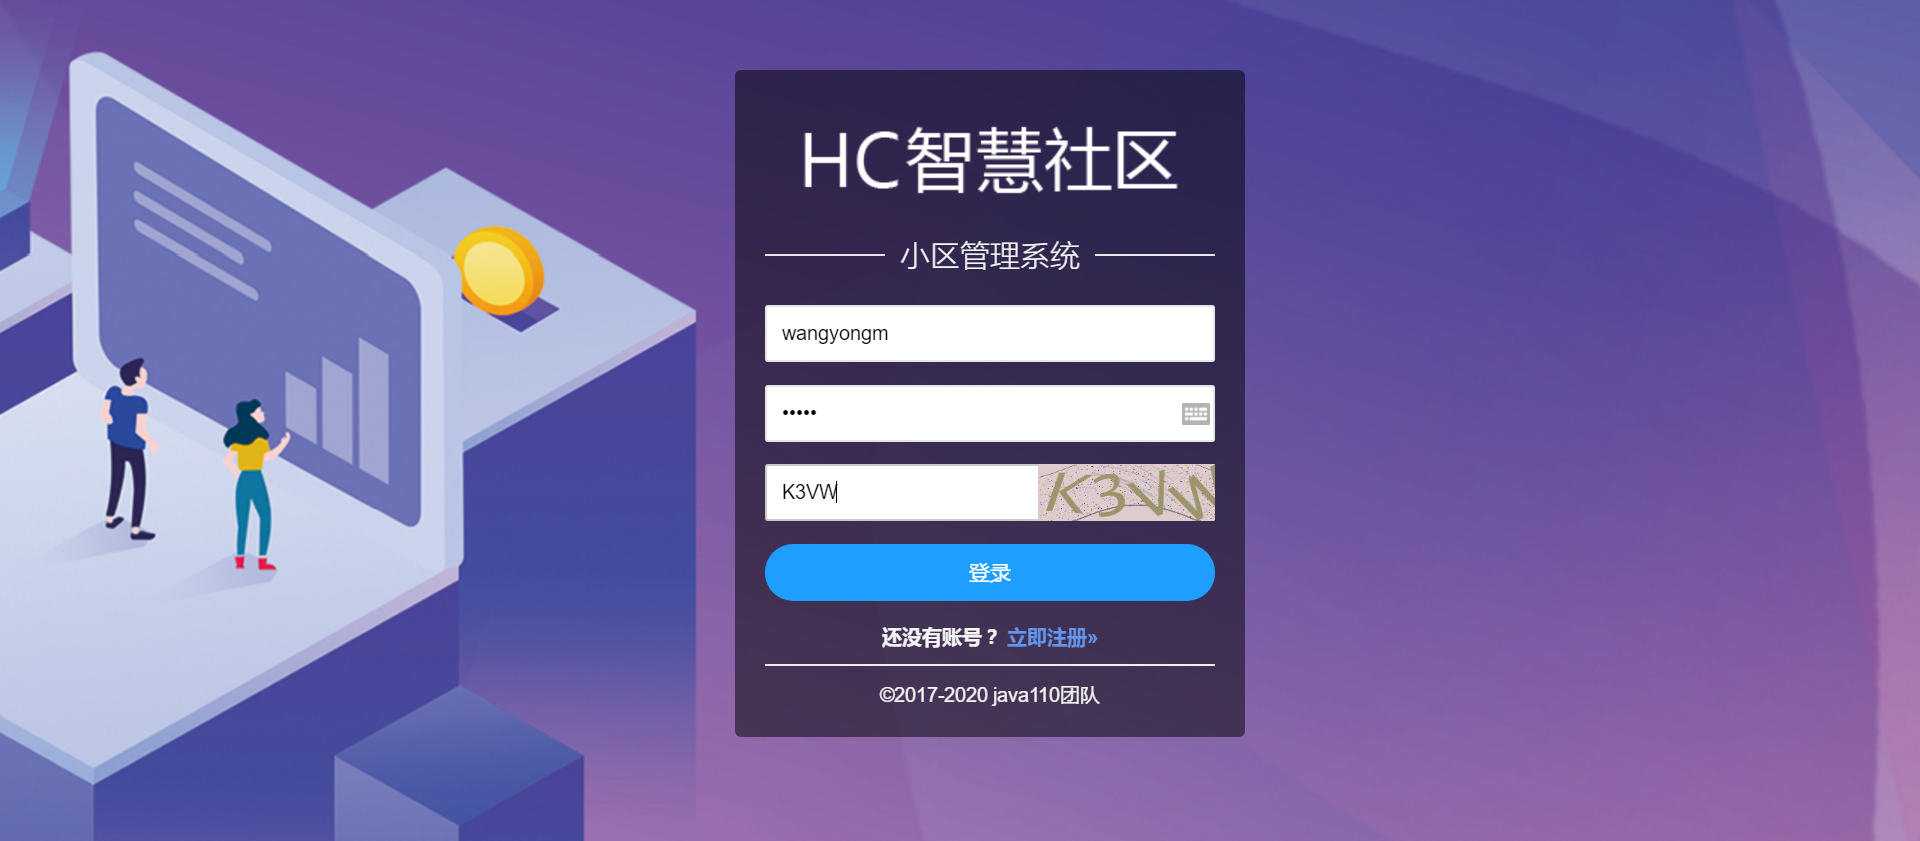 HC智慧社区
小区管理系统
wangyongm
•••••
K3VW
K3VW
登录
还没有账号？ 立即注册»
©2017-2020 java110团队